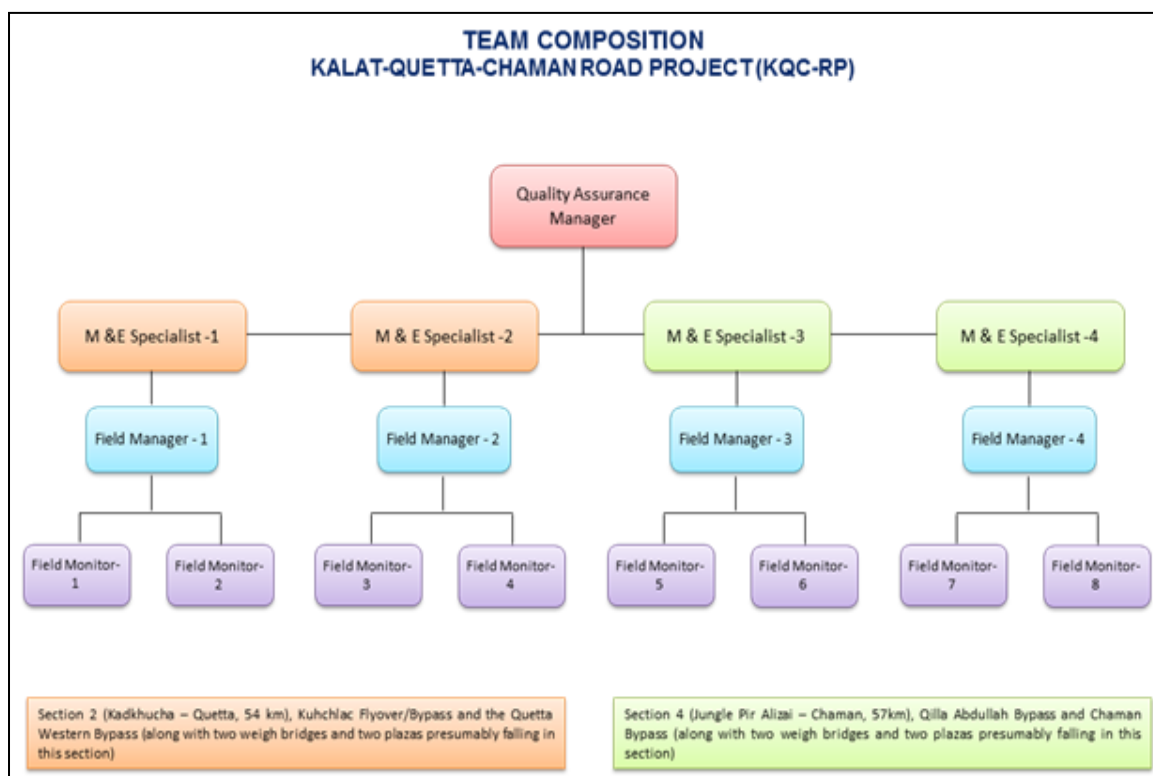 TEAM COMPOSITION
KALAT-QUETTA-CHAMAN ROAD PROJECT (KQC-RP)
Quality Assurance
Manager
M &E Specialist -1
M & E Specialist -2
M & E Specialist -3
M & E Specialist -4
Field Manager - 1
Field Manager - 2
Field Manager - 3
Field Manager - 4
Field Monitor-
1
Field Monitor-
2
Field Monitor-
3
Field Monitor-
4
Field Monitor-
5
Field Monitor-
6
Field Monitor-
7
Field Monitor-
8
Section 2 (Kadkhucha – Quetta, 54 km), Kuhchlac Flyover/Bypass and the Quetta
Western Bypass (along with two weigh bridges and two plazas presumably falling in
this section)
Section 4 (Jungle Pir Alizai – Chaman, 57km), Qilla Abdullah Bypass and Chaman
Bypass (along with two weigh bridges and two plazas presumably falling in this
section)